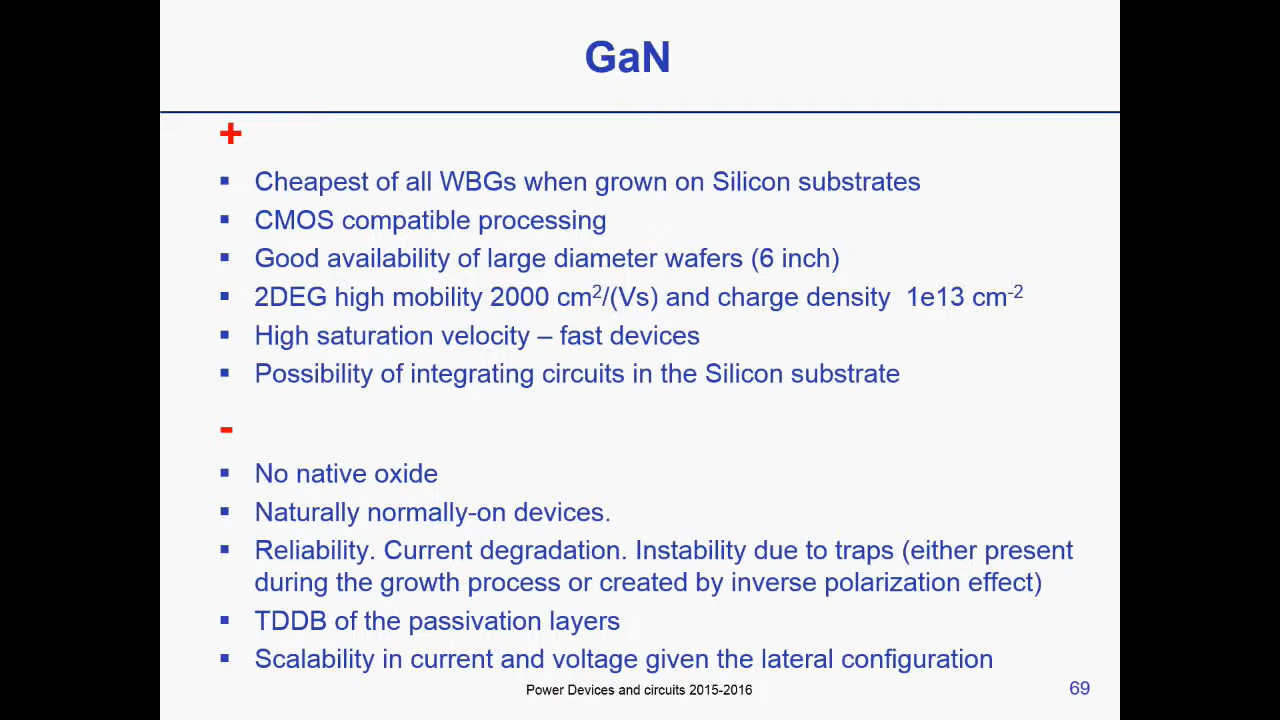 GaN
+
▪ Cheapest of all WBGs when grown on Silicon substrates
▪ CMOS compatible processing
▪ Good availability of large diameter wafers (6 inch)
▪ 2DEG high mobility 2000 cm²/(Vs) and charge density 1e13 cm⁻²
▪ High saturation velocity – fast devices
▪ Possibility of integrating circuits in the Silicon substrate
-
▪ No native oxide
▪ Naturally normally-on devices.
▪ Reliability. Current degradation. Instability due to traps (either present
during the growth process or created by inverse polarization effect)
▪ TDDB of the passivation layers
▪ Scalability in current and voltage given the lateral configuration
Power Devices and circuits 2015-2016
69